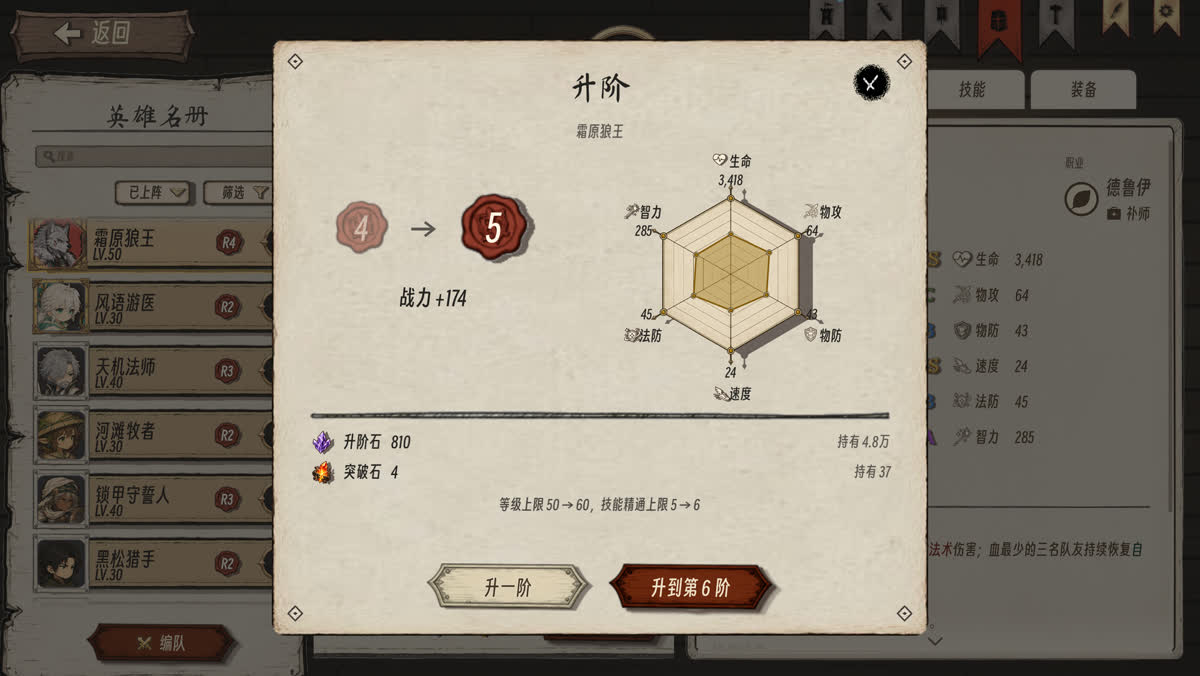 返回
英雄名册
搜索
已上阵
筛选
霜原狼王
LV.50
R4
风语游医
LV.30
R2
天机法师
LV.40
R3
河滩牧者
LV.30
R2
锁甲守誓人
LV.40
R3
黑松猎手
LV.30
R2
编队
升阶
霜原狼王
4
5
战力+174
生命
3,418
物攻
64
物防
43
速度
24
法防
45
智力
285
升阶石 810
持有 4.8万
突破石 4
持有 37
等级上限 50→60，技能精通上限 5→6
升一阶
升到第 6 阶
技能
装备
职业
德鲁伊
补师
生命 3,418
物攻 64
物防 43
速度 24
法防 45
智力 285
法术伤害；血最少的三名队友持续恢复自